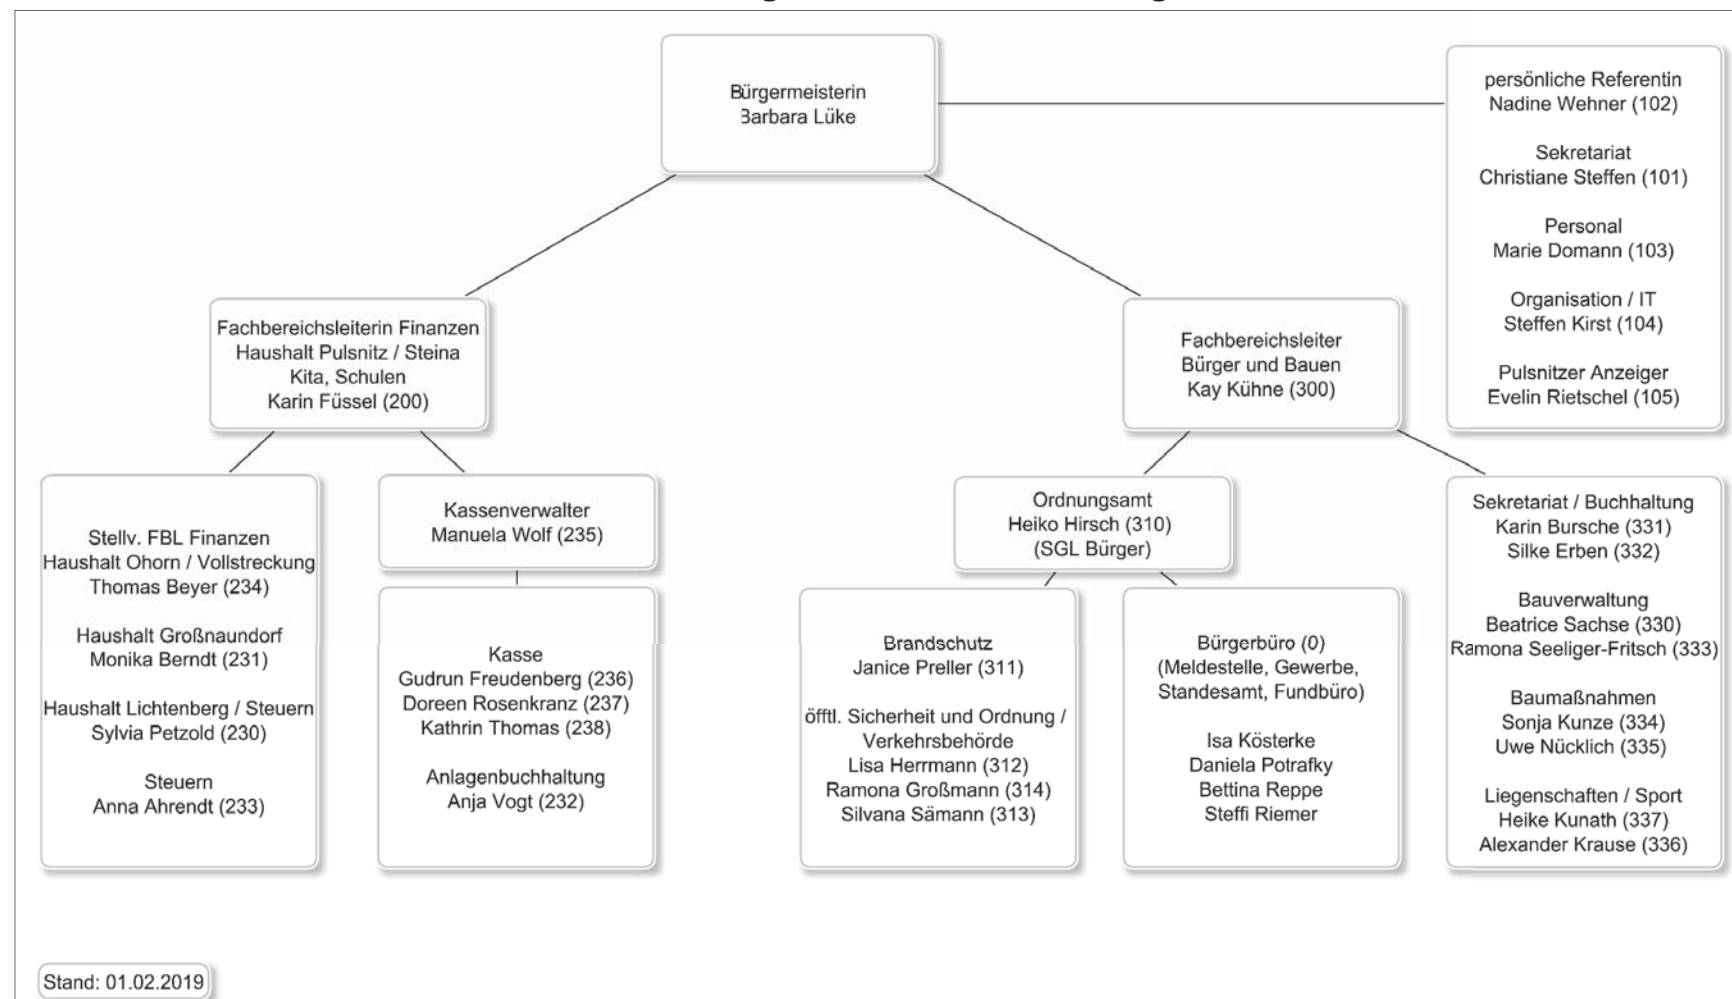 Bürgermeisterin
Barbara Lüke
persönliche Referentin
Nadine Wehner (102)
Sekretariat
Christiane Steffen (101)
Personal
Marie Domann (103)
Organisation / IT
Steffen Kirst (104)
Pulsnitzer Anzeiger
Evelin Rietschel (105)
Fachbereichsleiterin Finanzen
Haushalt Pulsnitz / Steina
Kita, Schulen
Karin Füssel (200)
Fachbereichsleiter
Bürger und Bauen
Kay Kühne (300)
Stellv. FBL Finanzen
Haushalt Ohorn / Vollstreckung
Thomas Beyer (234)
Haushalt Großnaundorf
Monika Berndt (231)
Haushalt Lichtenberg / Steuern
Sylvia Petzold (230)
Steuern
Anna Ahrendt (233)
Kassenverwalter
Manuela Wolf (235)
Kasse
Gudrun Freudenberg (236)
Doreen Rosenkranz (237)
Kathrin Thomas (238)
Anlagenbuchhaltung
Anja Vogt (232)
Ordnungsamt
Heiko Hirsch (310)
(SGL Bürger)
Brandschutz
Janice Preller (311)
öfftl. Sicherheit und Ordnung /
Verkehrsbehörde
Lisa Herrmann (312)
Ramona Großmann (314)
Silvana Sämann (313)
Bürgerbüro (0)
(Meldestelle, Gewerbe,
Standesamt, Fundbüro)
Isa Kösterke
Daniela Potrafky
Bettina Reppe
Steffi Riemer
Sekretariat / Buchhaltung
Karin Bursche (331)
Silke Erben (332)
Bauverwaltung
Beatrice Sachse (330)
Ramona Seeliger-Fritsch (333)
Baumaßnahmen
Sonja Kunze (334)
Uwe Nücklich (335)
Liegenschaften / Sport
Heike Kunath (337)
Alexander Krause (336)
Stand: 01.02.2019